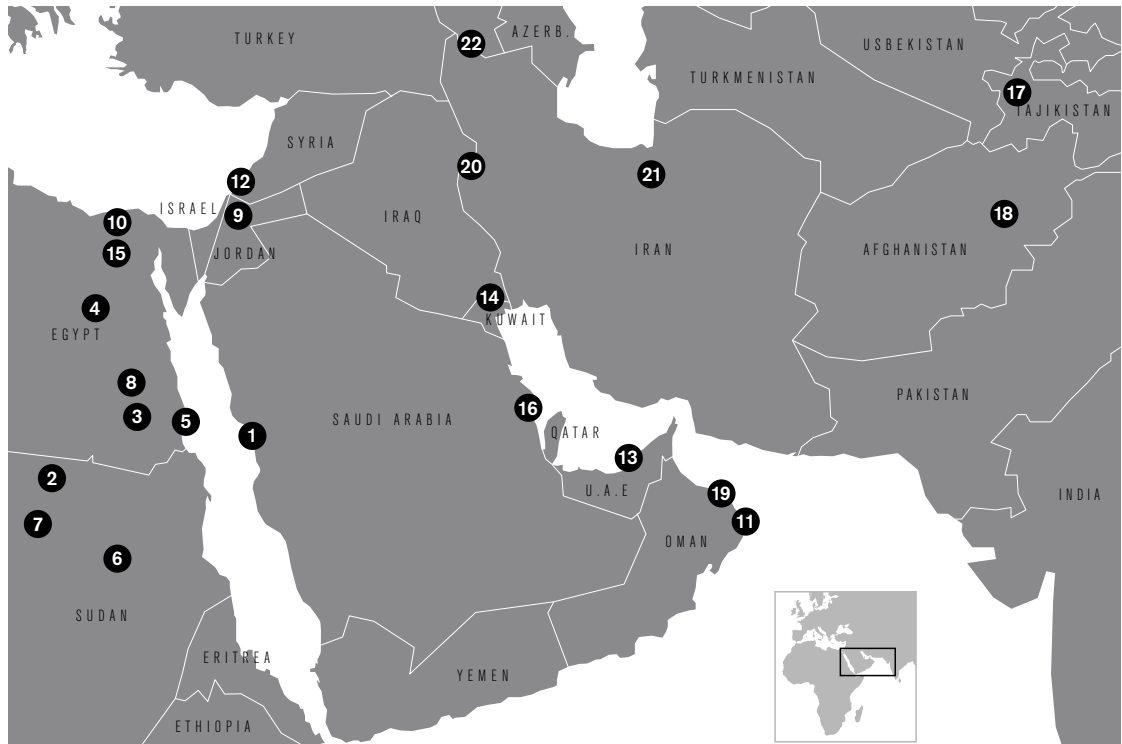 TURKEY
22
AZERB.
USBEKISTAN
TURKMENISTAN
17
TAJIKISTAN
SYRIA
12
20
21
ISRAEL
9
10
IRAQ
18
15
JORDAN
IRAN
AFGHANISTAN
4
14
EGYPT
KUWAIT
8
PAKISTAN
3
5
1
SAUDI ARABIA
16
QATAR
13
2
U.A.E
19
INDIA
7
11
6
OMAN
SUDAN
ERITREA
YEMEN
ETHIOPIA